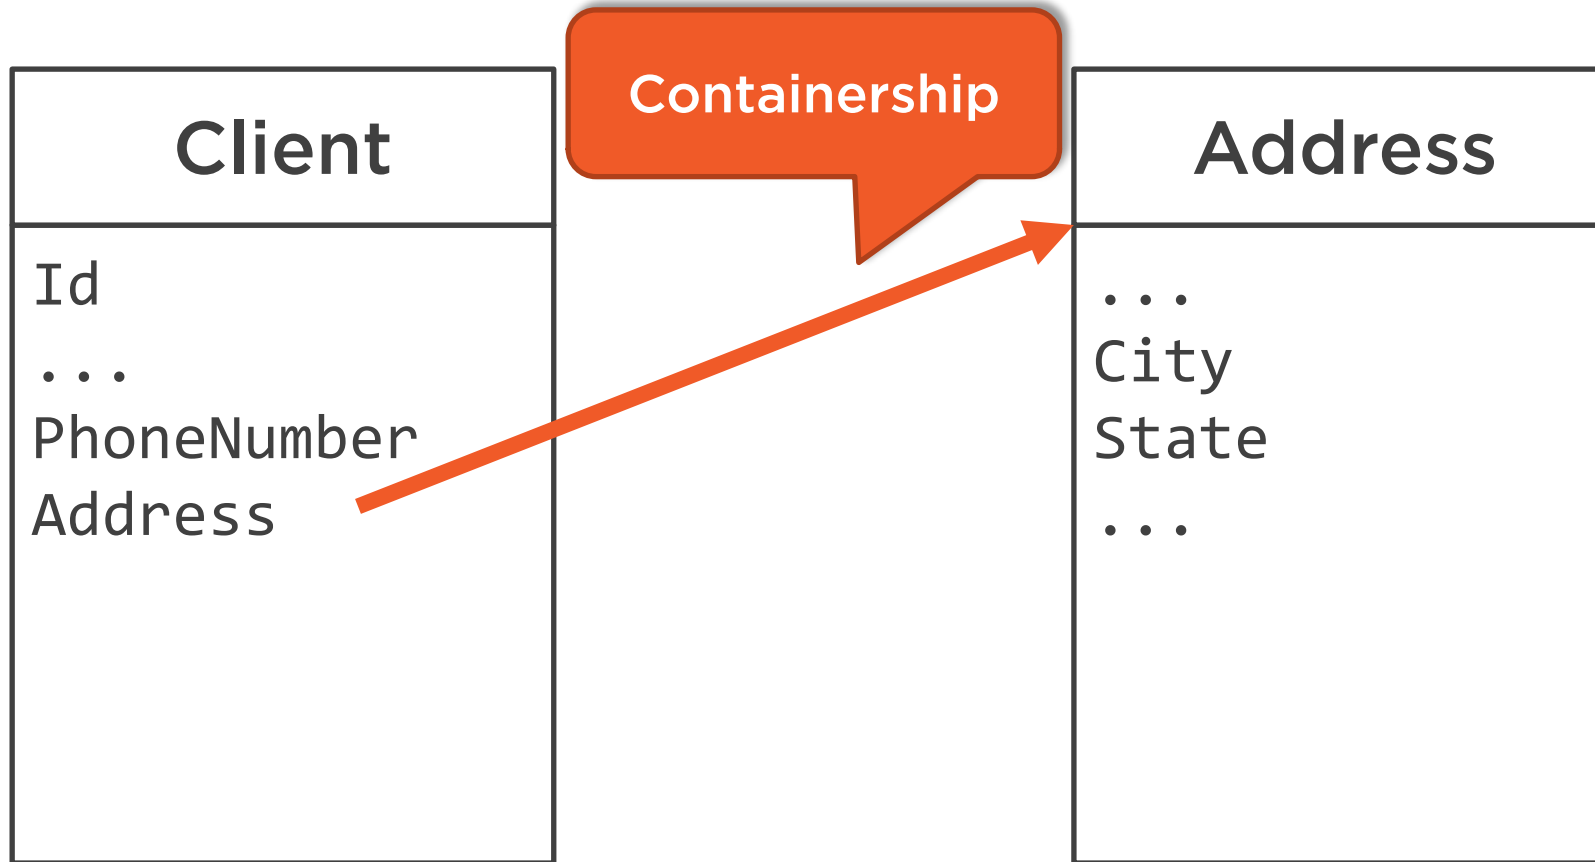 Containership
Client
Id
...
PhoneNumber
Address
Address
...
City
State
...